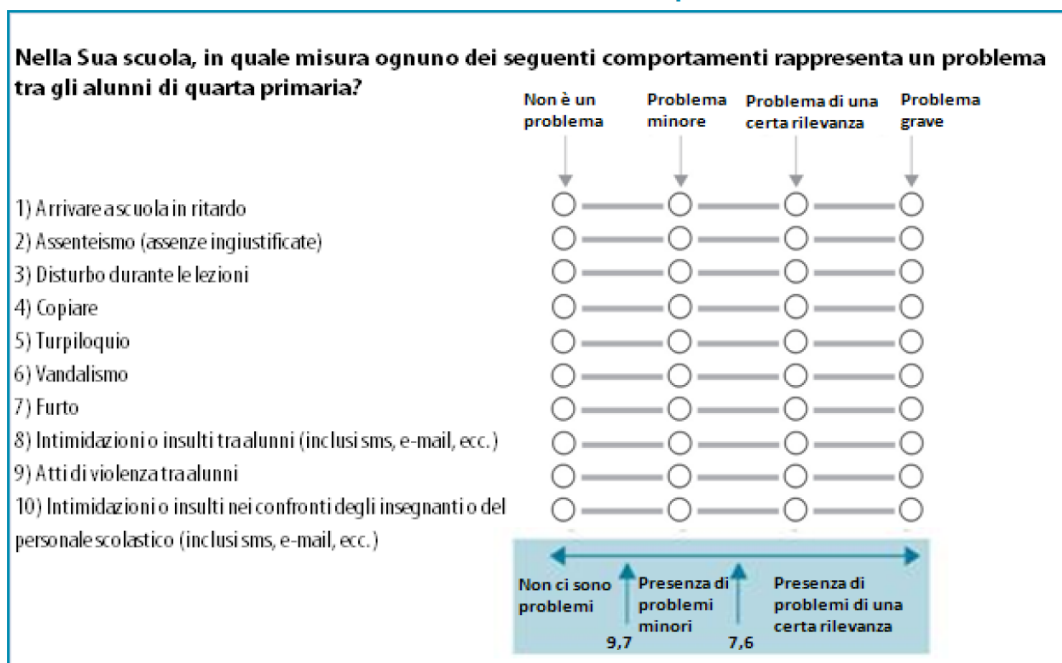 Nella Sua scuola, in quale misura ognuno dei seguenti comportamenti rappresenta un problema
tra gli alunni di quarta primaria?
Non è un problema
Problema minore
Problema di una certa rilevanza
Problema grave
1) Arrivare a scuola in ritardo
2) Assenteismo (assenze ingiustificate)
3) Disturbo durante le lezioni
4) Copiare
5) Turpiloquio
6) Vandalismo
7) Furto
8) Intimidazioni o insulti tra alunni (inclusi sms, e-mail, ecc.)
9) Atti di violenza tra alunni
10) Intimidazioni o insulti nei confronti degli insegnanti o del
personale scolastico (inclusi sms, e-mail, ecc.)
Non ci sono
problemi
Presenza di
problemi
minori
Presenza di
problemi di una
certa rilevanza
9,7
7,6